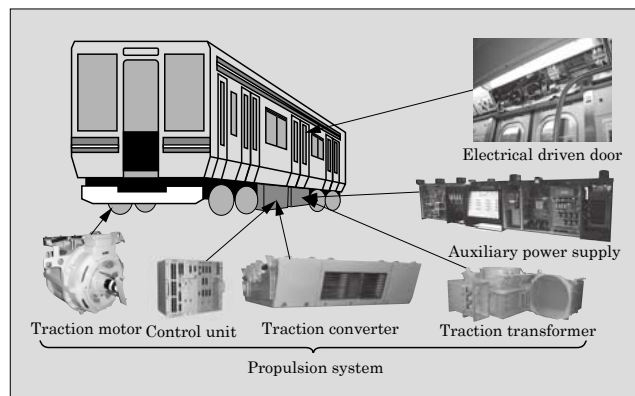 Electrical driven door
Auxiliary power supply
Traction motor
Control unit
Traction converter
Traction transformer
Propulsion system